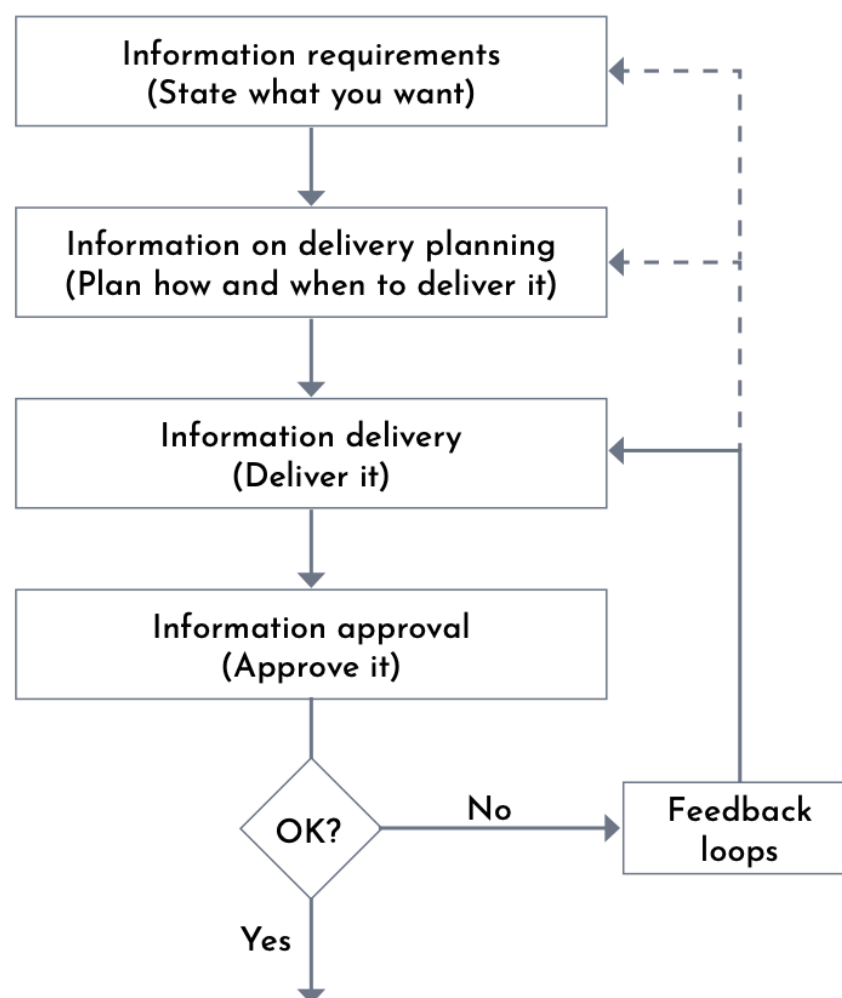 Information requirements
(State what you want)
Information on delivery planning
(Plan how and when to deliver it)
Information delivery
(Deliver it)
Information approval
(Approve it)
OK?
No
Feedback
loops
Yes